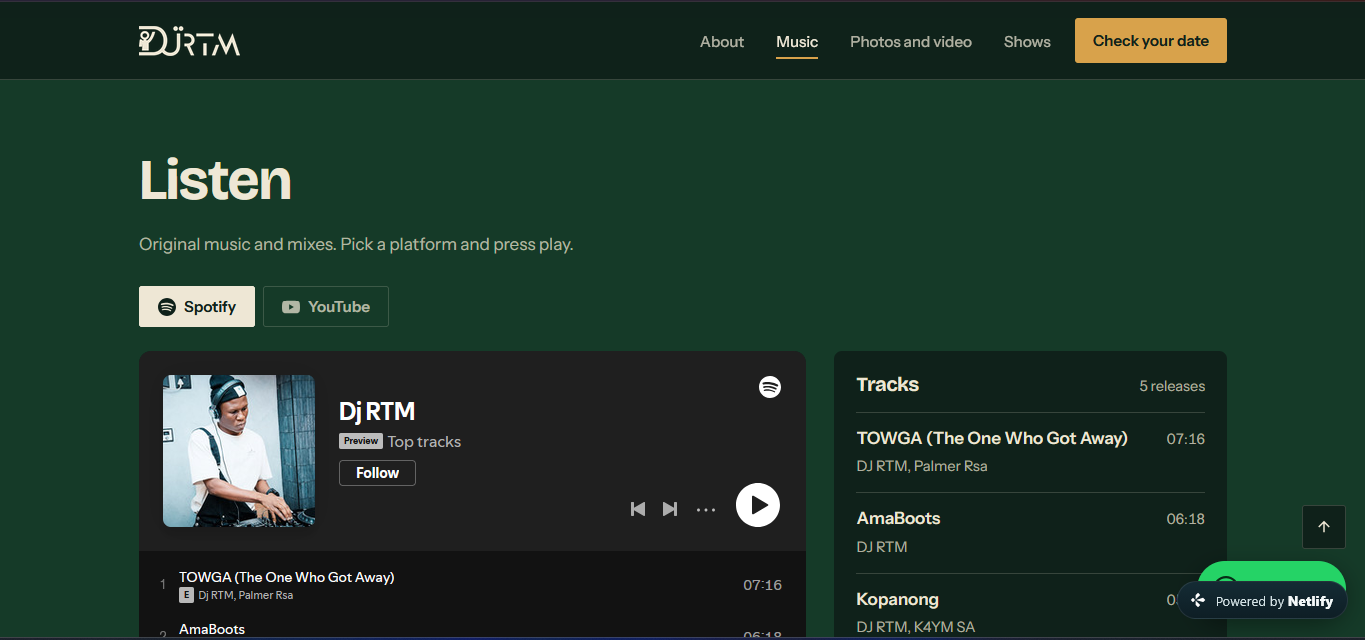 DJRTM
About Music Photos and video Shows Check your date
Listen
Original music and mixes. Pick a platform and press play.
Spotify YouTube
Dj RTM
Preview Top tracks
Follow
1 TOWGA (The One Who Got Away) 07:16
E Dj RTM, Palmer Rsa
2 AmaBoots 06:18
Tracks 5 releases
TOWGA (The One Who Got Away) 07:16
DJ RTM, Palmer Rsa
AmaBoots 06:18
DJ RTM
Kopanong
DJ RTM, K4YM SA
Powered by Netlify